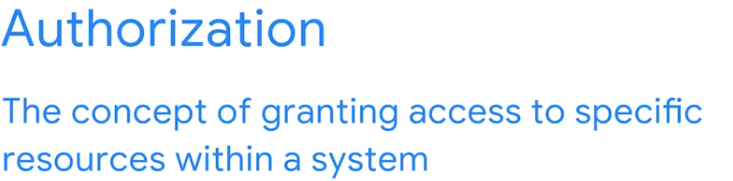 Authorization
The concept of granting access to specific
resources within a system